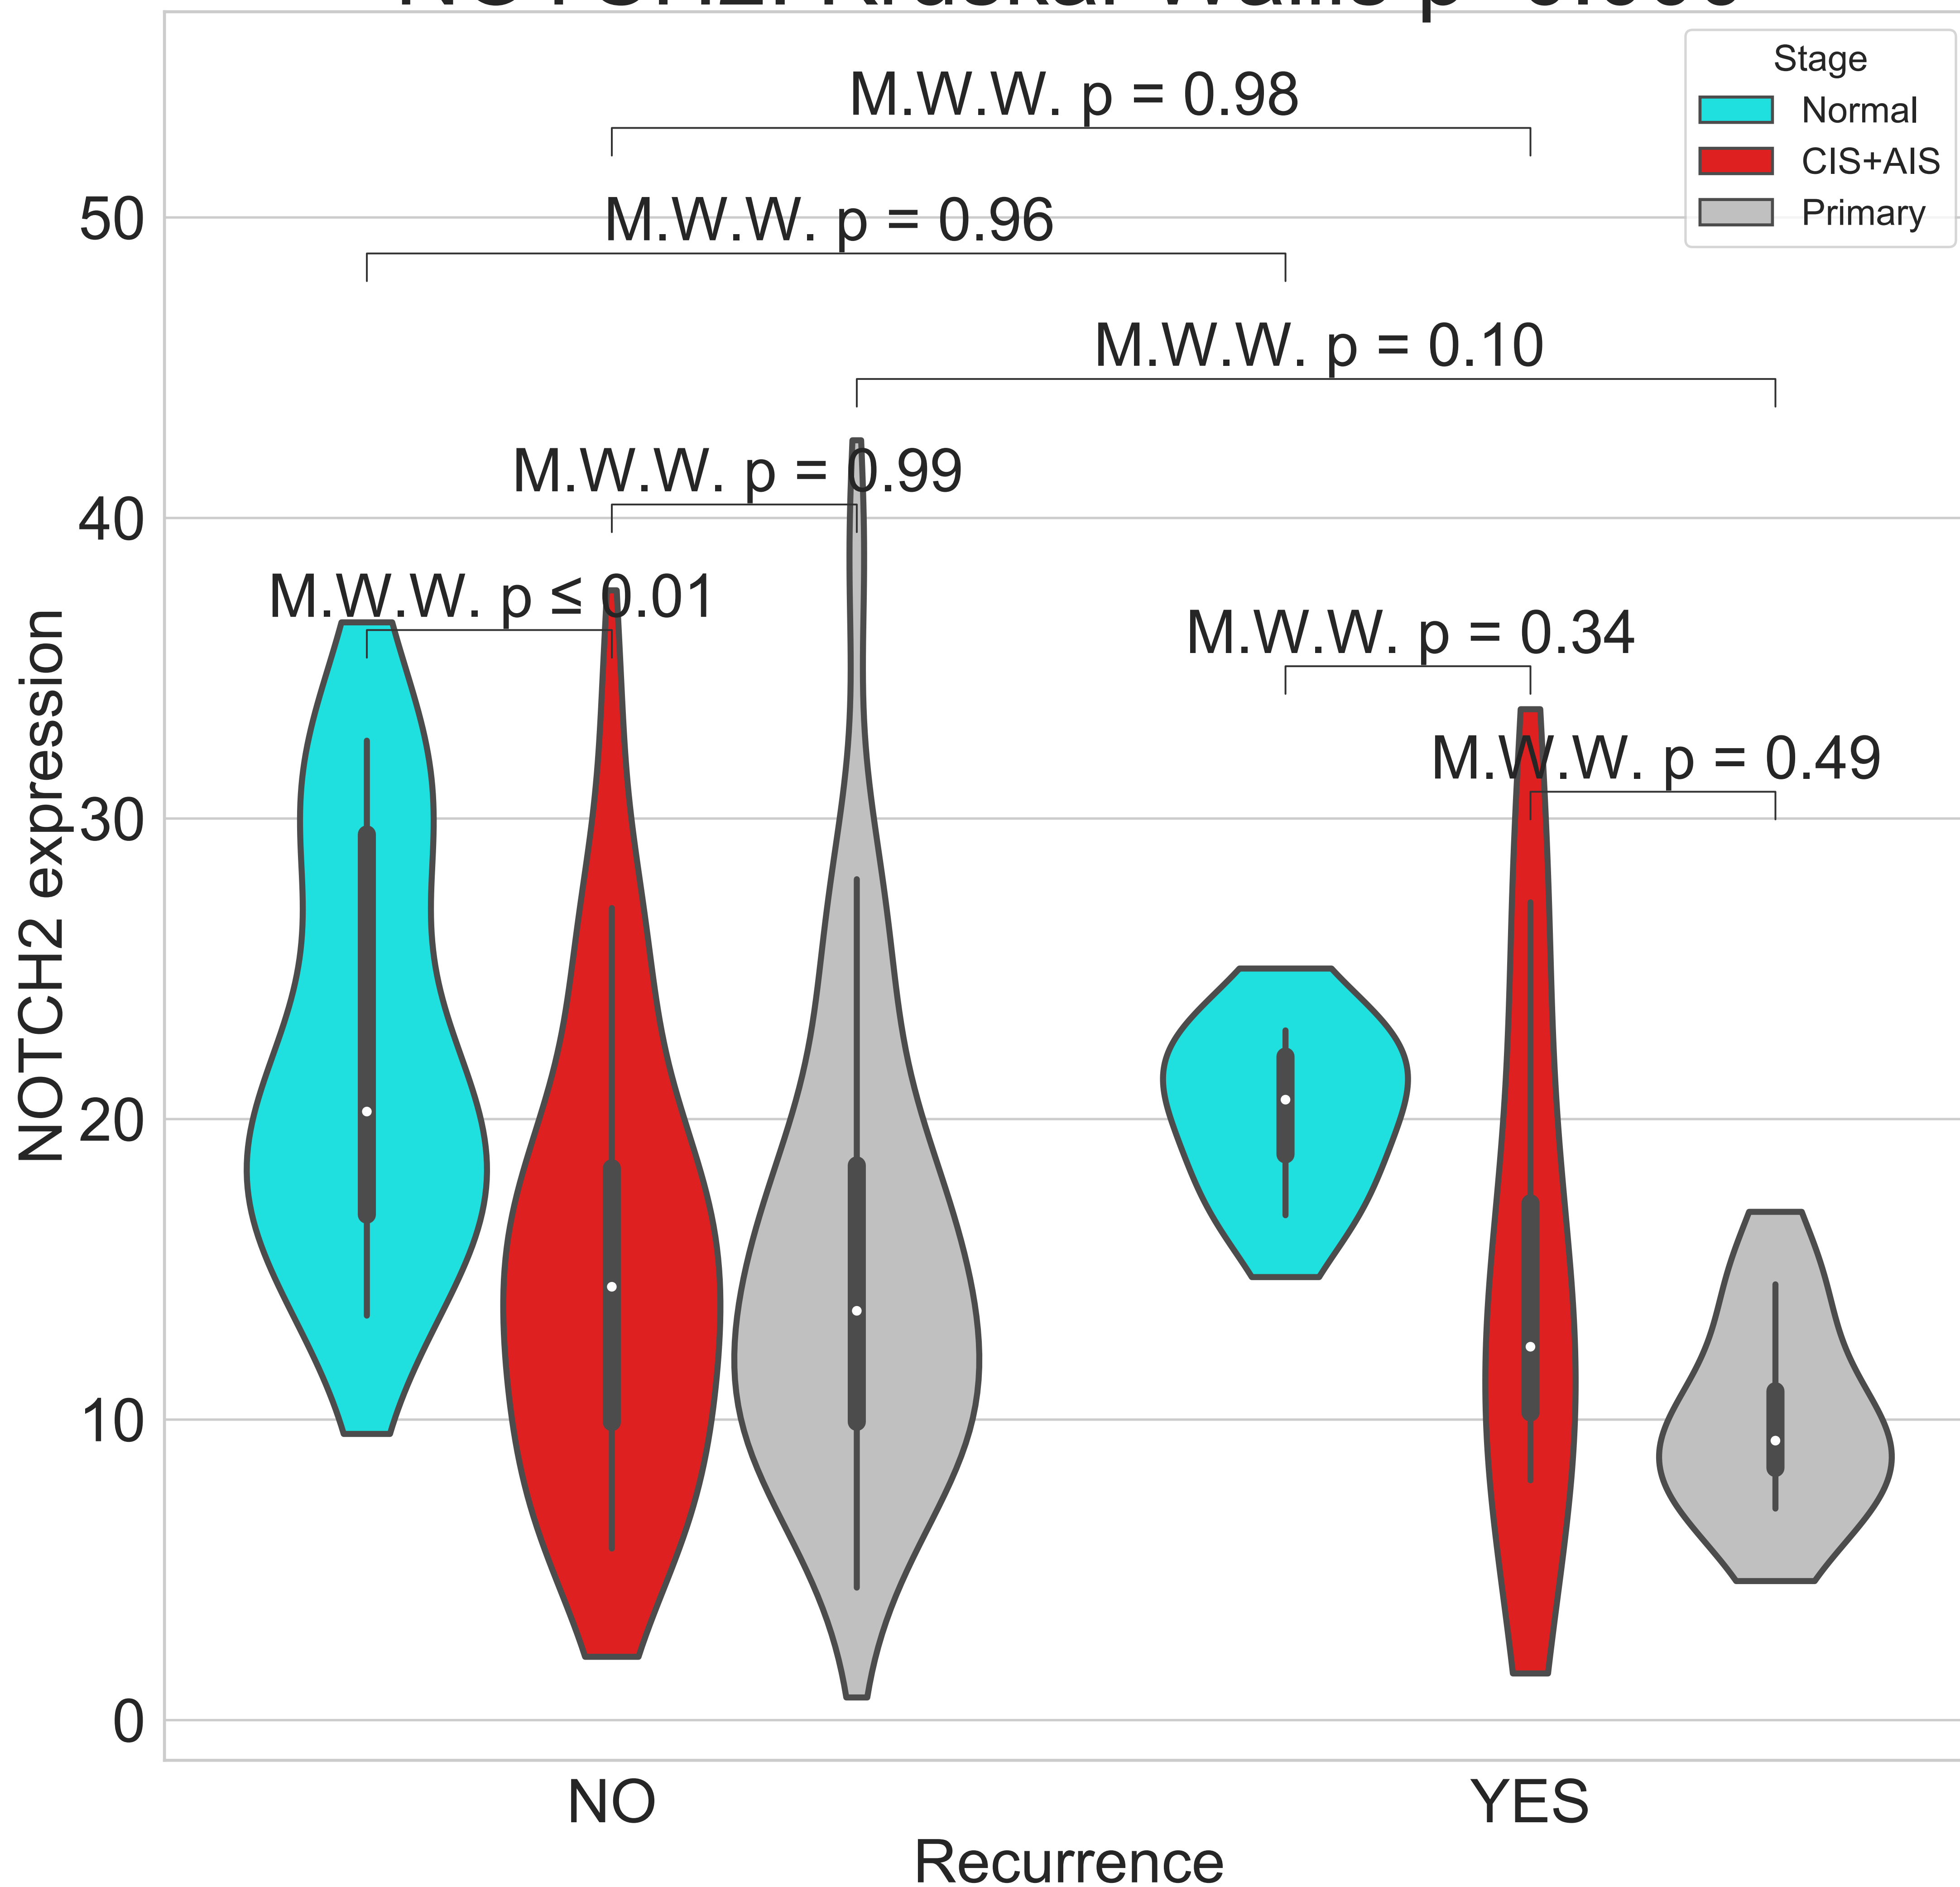 Stage
Normal
CIS+AIS
Primary
M.W.W. p = 0.98
M.W.W. p = 0.96
M.W.W. p = 0.10
M.W.W. p = 0.99
M.W.W. p ≤ 0.01
M.W.W. p = 0.34
M.W.W. p = 0.49
NOTCH2 expression
50
40
30
20
10
0
NO
YES
Recurrence